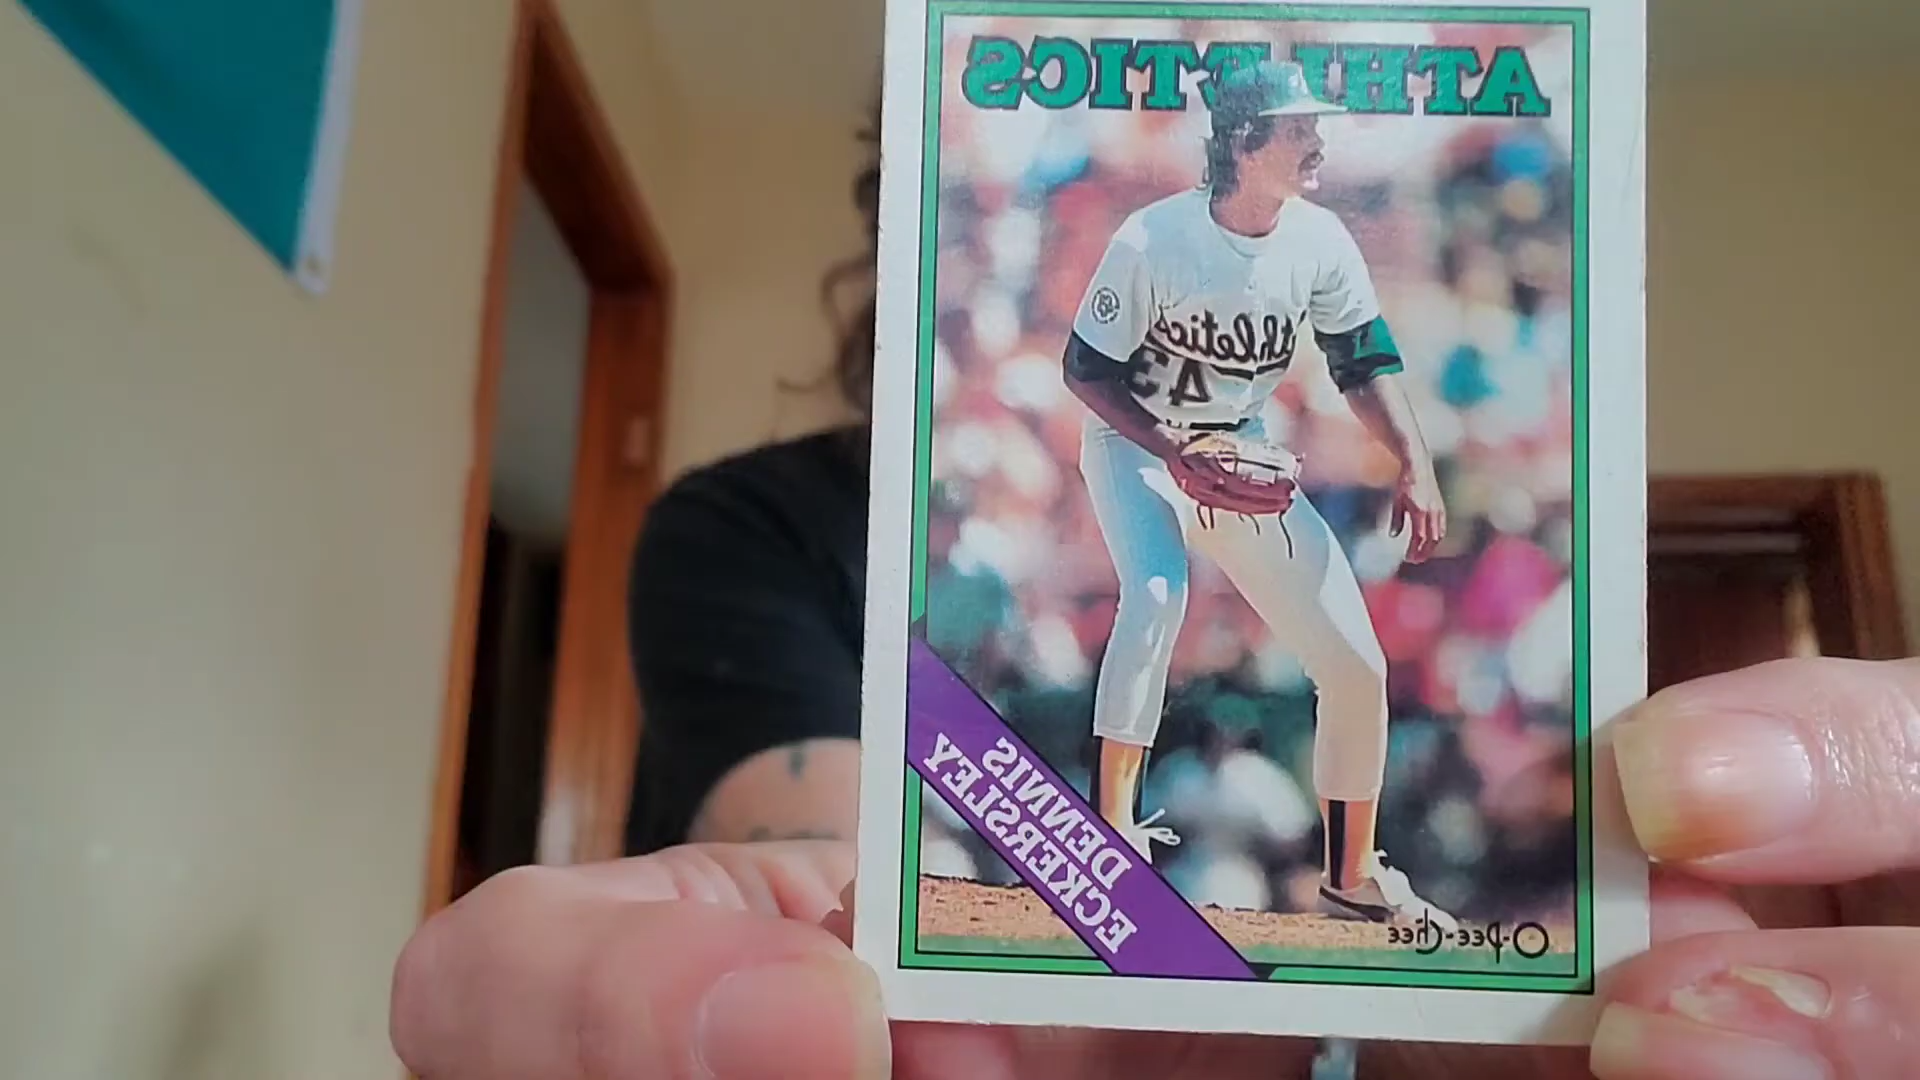 ATHLETICS
Athletics
43
DENNIS
ECKERSLEY
O-Pee-Chee